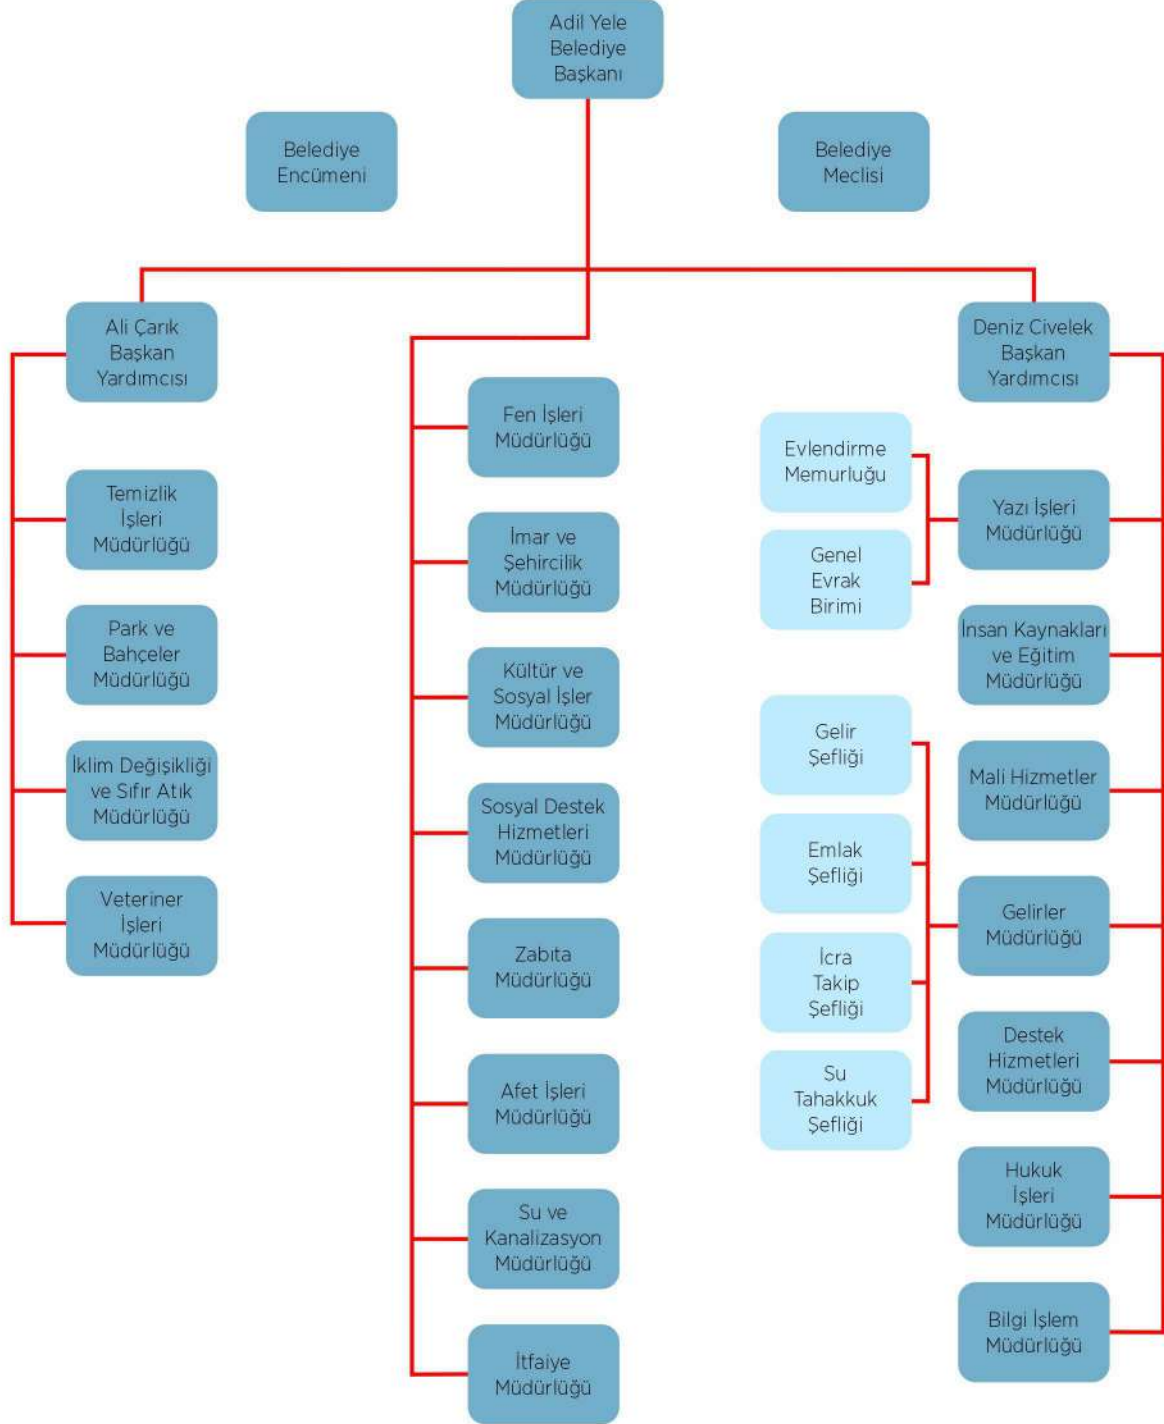 Adil Yele
Belediye
Başkanı
Belediye
Encümeni
Belediye
Meclisi
Ali Çarık
Başkan
Yardımcısı
Temizlik
İşleri
Müdürlüğü
Park ve
Bahçeler
Müdürlüğü
İklim Değişikliği
ve Sıfır Atık
Müdürlüğü
Veteriner
İşleri
Müdürlüğü
Fen İşleri
Müdürlüğü
İmar ve
Şehircilik
Müdürlüğü
Kültür ve
Sosyal İşler
Müdürlüğü
Sosyal Destek
Hizmetleri
Müdürlüğü
Zabıta
Müdürlüğü
Afet İşleri
Müdürlüğü
Su ve
Kanalizasyon
Müdürlüğü
İtfaiye
Müdürlüğü
Deniz Civelek
Başkan
Yardımcısı
Yazı İşleri
Müdürlüğü
Evlendirme
Memurluğu
Genel
Evrak
Birimi
İnsan Kaynakları
ve Eğitim
Müdürlüğü
Mali Hizmetler
Müdürlüğü
Gelirler
Müdürlüğü
Gelir
Şefliği
Emlak
Şefliği
İcra
Takip
Şefliği
Su
Tahakkuk
Şefliği
Destek
Hizmetleri
Müdürlüğü
Hukuk
İşleri
Müdürlüğü
Bilgi İşlem
Müdürlüğü